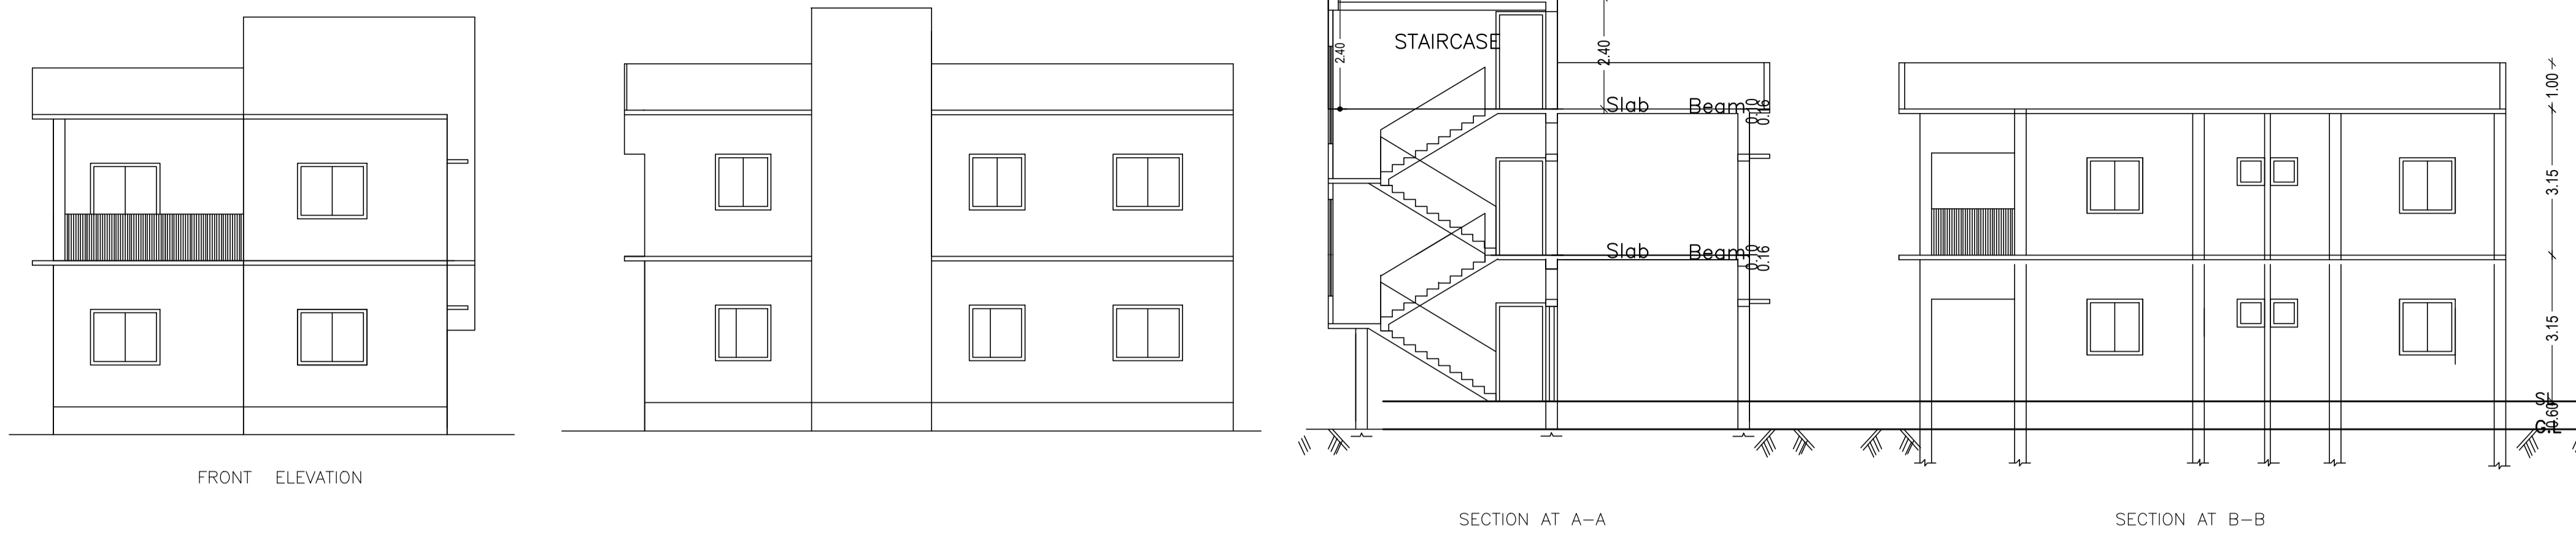 2.40
STAIRCASE
2.40
Slab Beam
0.10
0.16
Slab Beam
0.10
0.16
1.00
3.15
3.15
0.60
FRONT ELEVATION
SECTION AT A-A
SECTION AT B-B